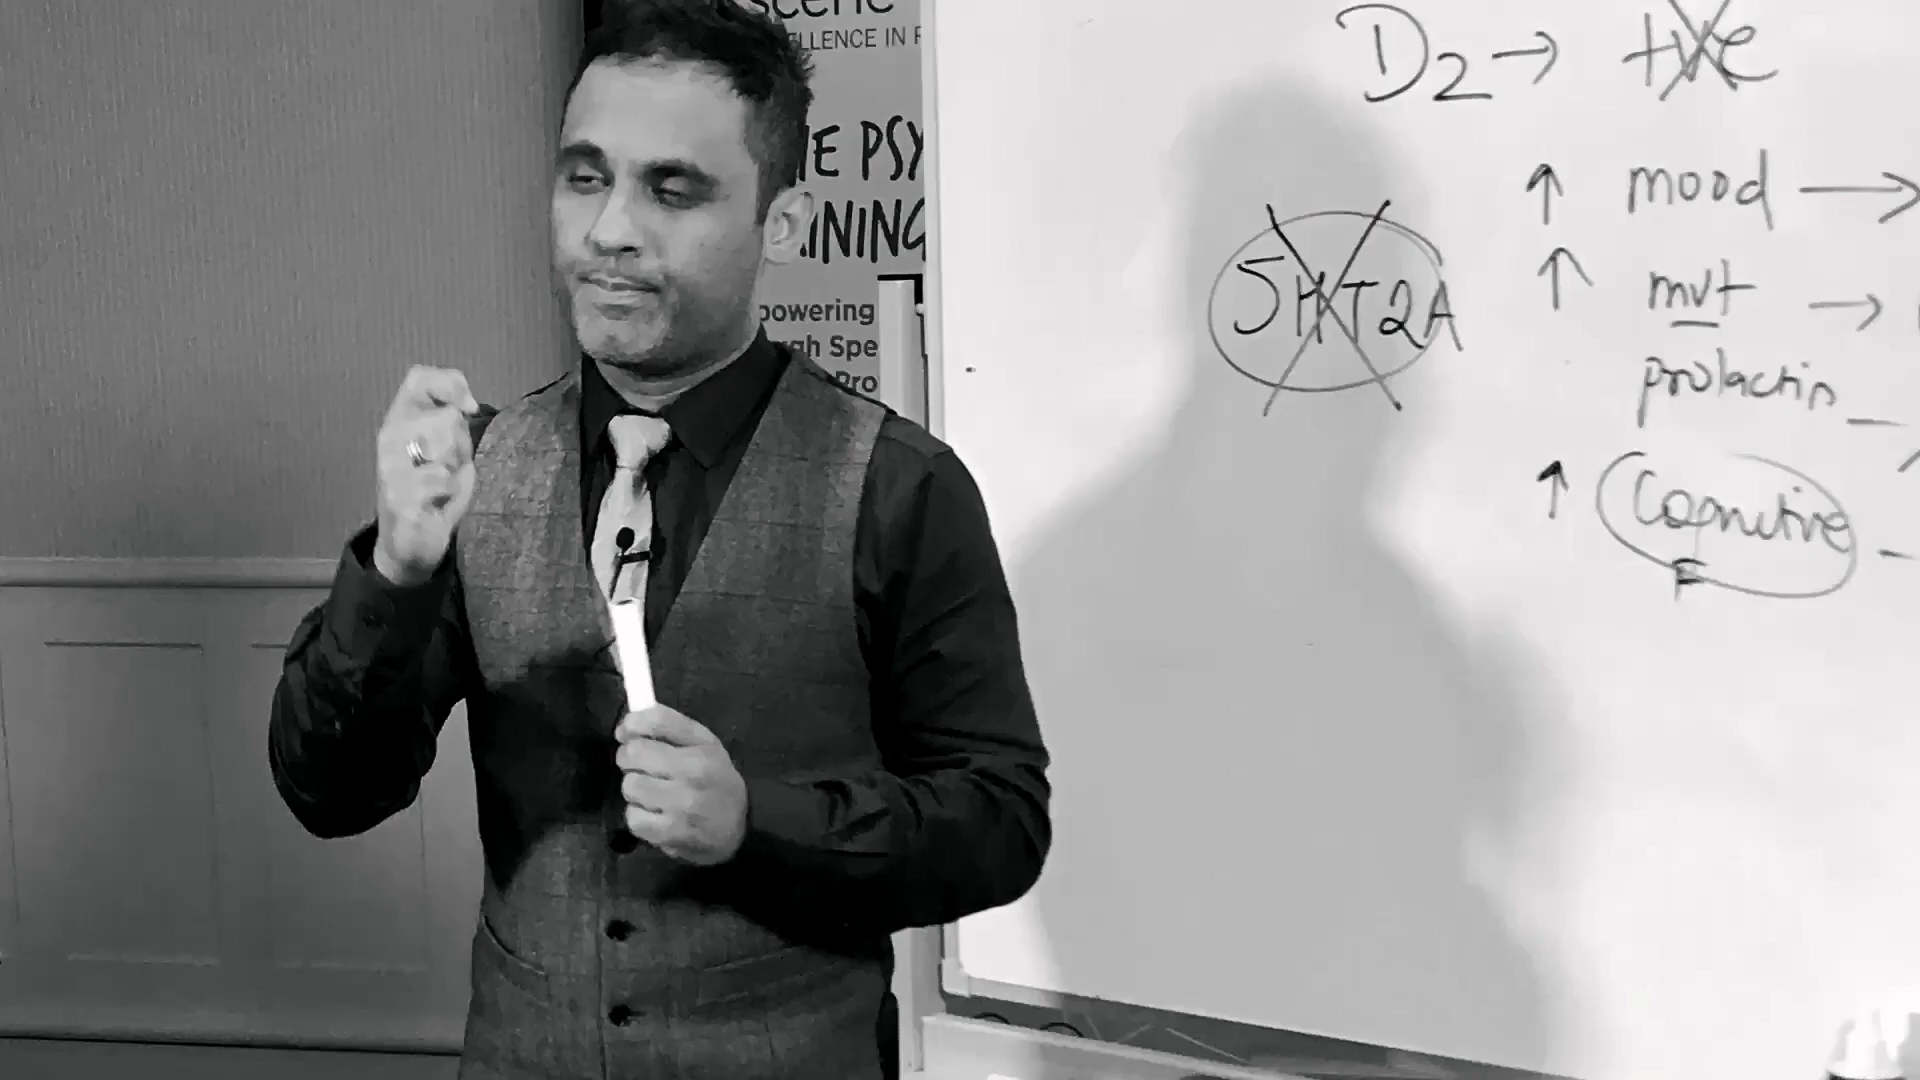 scene
ELLENCE IN F
E PSY
INING
powering
gh Spe
Pro
D2 → +ve
↑ mood →
5HT2A
↑ mvt →
prolactin
↑ Cognitive
F